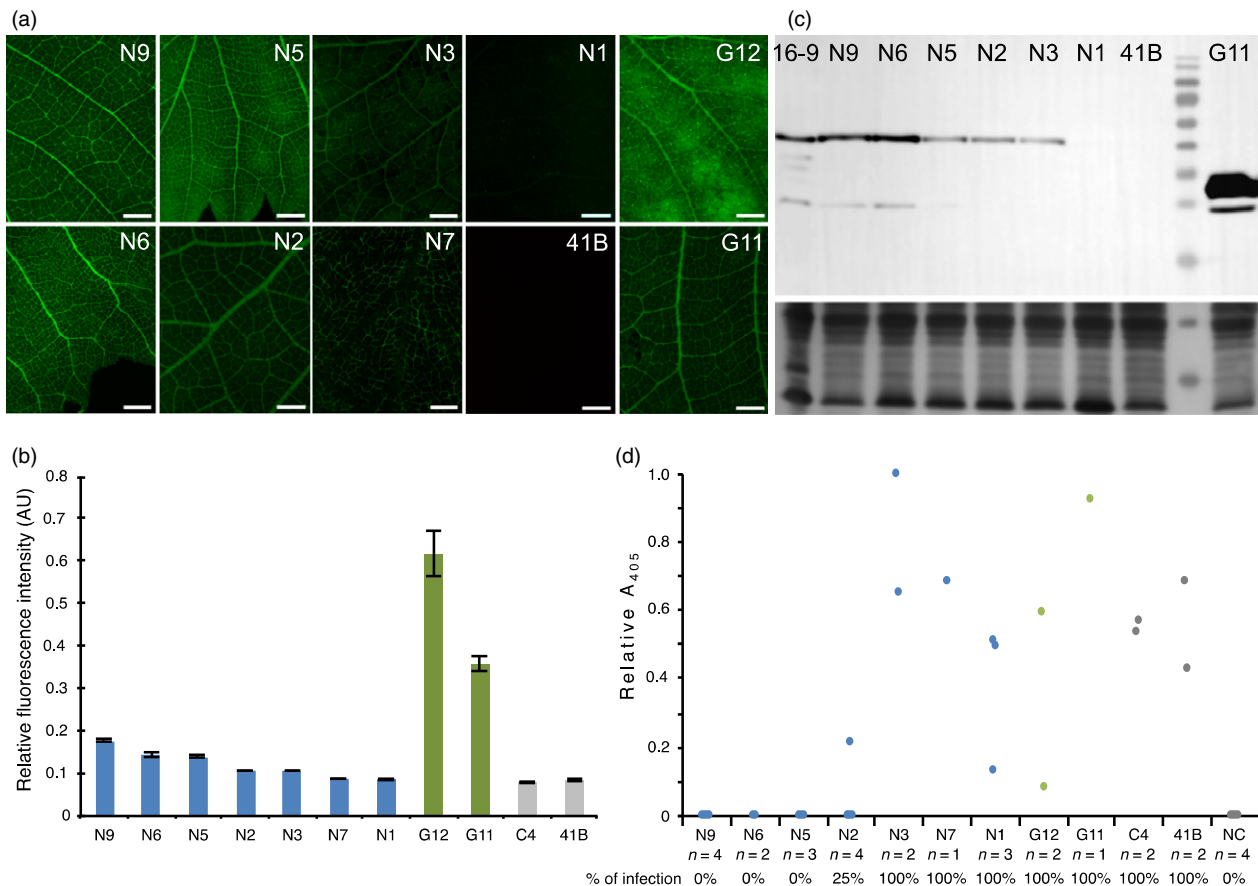 (a)
N9 N5 N3 N1 G12
N6 N2 N7 41B G11
(c)
16-9 N9 N6 N5 N2 N3 N1 41B G11
(b)
Relative fluorescence intensity (AU)
0.8
0.7
0.6
0.5
0.4
0.3
0.2
0.1
0
N9 N6 N5 N2 N3 N7 N1 G12 G11 C4 41B
(d)
Relative A405
1.0
0.8
0.6
0.4
0.2
0
N9 N6 N5 N2 N3 N7 N1 G12 G11 C4 41B NC
n = 4 n = 2 n = 3 n = 4 n = 2 n = 1 n = 3 n = 2 n = 1 n = 2 n = 2 n = 4
% of infection 0% 0% 0% 25% 100% 100% 100% 100% 100% 100% 100% 0%